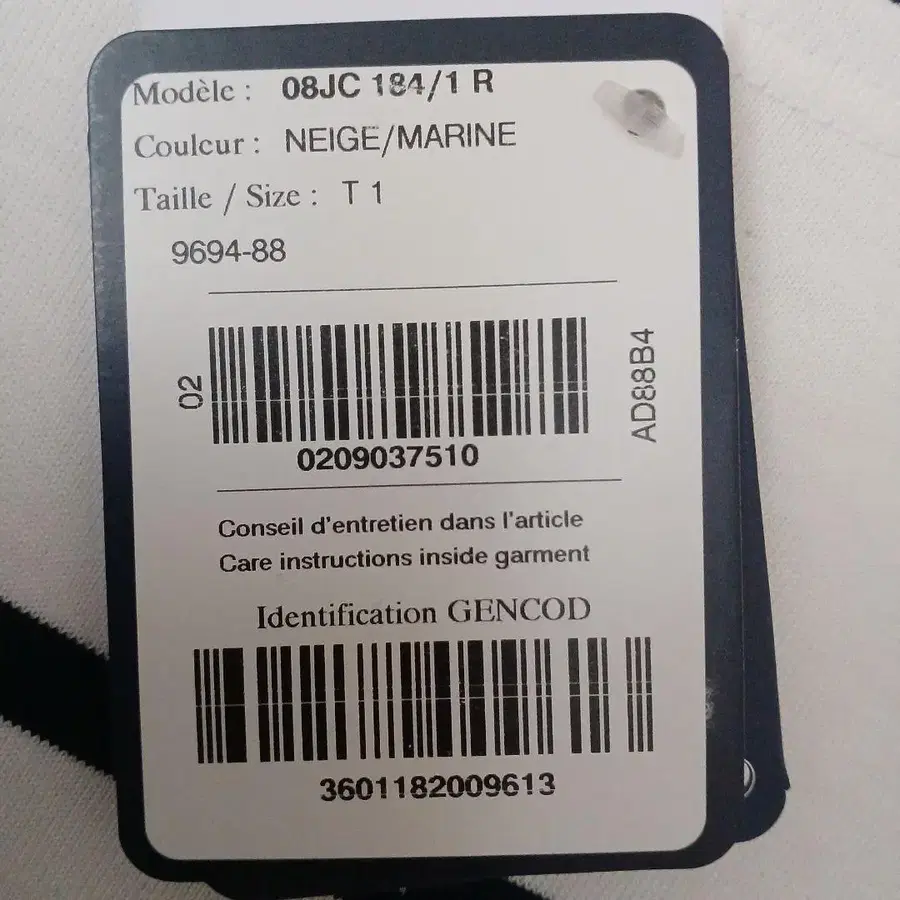 Modèle : 08JC 184/1 R
Couleur : NEIGE/MARINE
Taille / Size : T 1
9694-88
02
AD88B4
0209037510
Conseil d'entretien dans l'article
Care instructions inside garment
Identification GENCOD
3601182009613